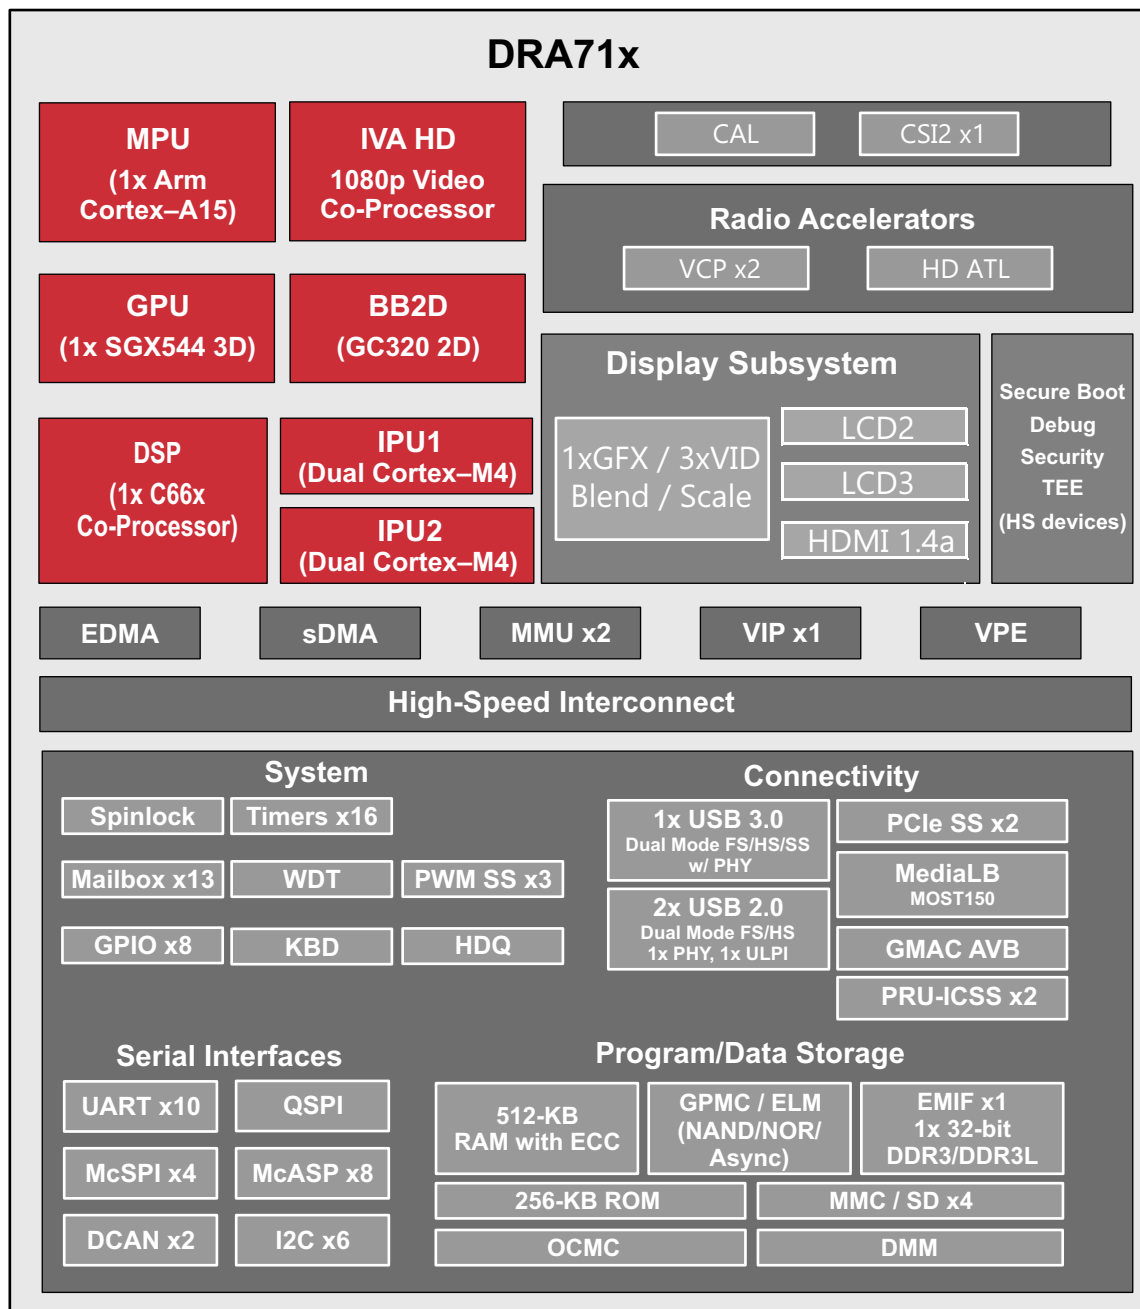 DRA71x
MPU
(1x Arm
Cortex–A15)
IVA HD
1080p Video
Co-Processor
CAL
CSI2 x1
Radio Accelerators
VCP x2
HD ATL
GPU
(1x SGX544 3D)
BB2D
(GC320 2D)
Display Subsystem
1xGFX / 3xVID
Blend / Scale
LCD2
LCD3
HDMI 1.4a
Secure Boot
Debug
Security
TEE
(HS devices)
DSP
(1x C66x
Co-Processor)
IPU1
(Dual Cortex–M4)
IPU2
(Dual Cortex–M4)
EDMA
sDMA
MMU x2
VIP x1
VPE
High-Speed Interconnect
System
Spinlock
Timers x16
Mailbox x13
WDT
PWM SS x3
GPIO x8
KBD
HDQ
Connectivity
1x USB 3.0
Dual Mode FS/HS/SS
w/ PHY
2x USB 2.0
Dual Mode FS/HS
1x PHY, 1x ULPI
PCIe SS x2
MediaLB
MOST150
GMAC AVB
PRU-ICSS x2
Serial Interfaces
UART x10
QSPI
McSPI x4
McASP x8
DCAN x2
I2C x6
Program/Data Storage
512-KB
RAM with ECC
GPMC / ELM
(NAND/NOR/
Async)
EMIF x1
1x 32-bit
DDR3/DDR3L
256-KB ROM
MMC / SD x4
OCMC
DMM